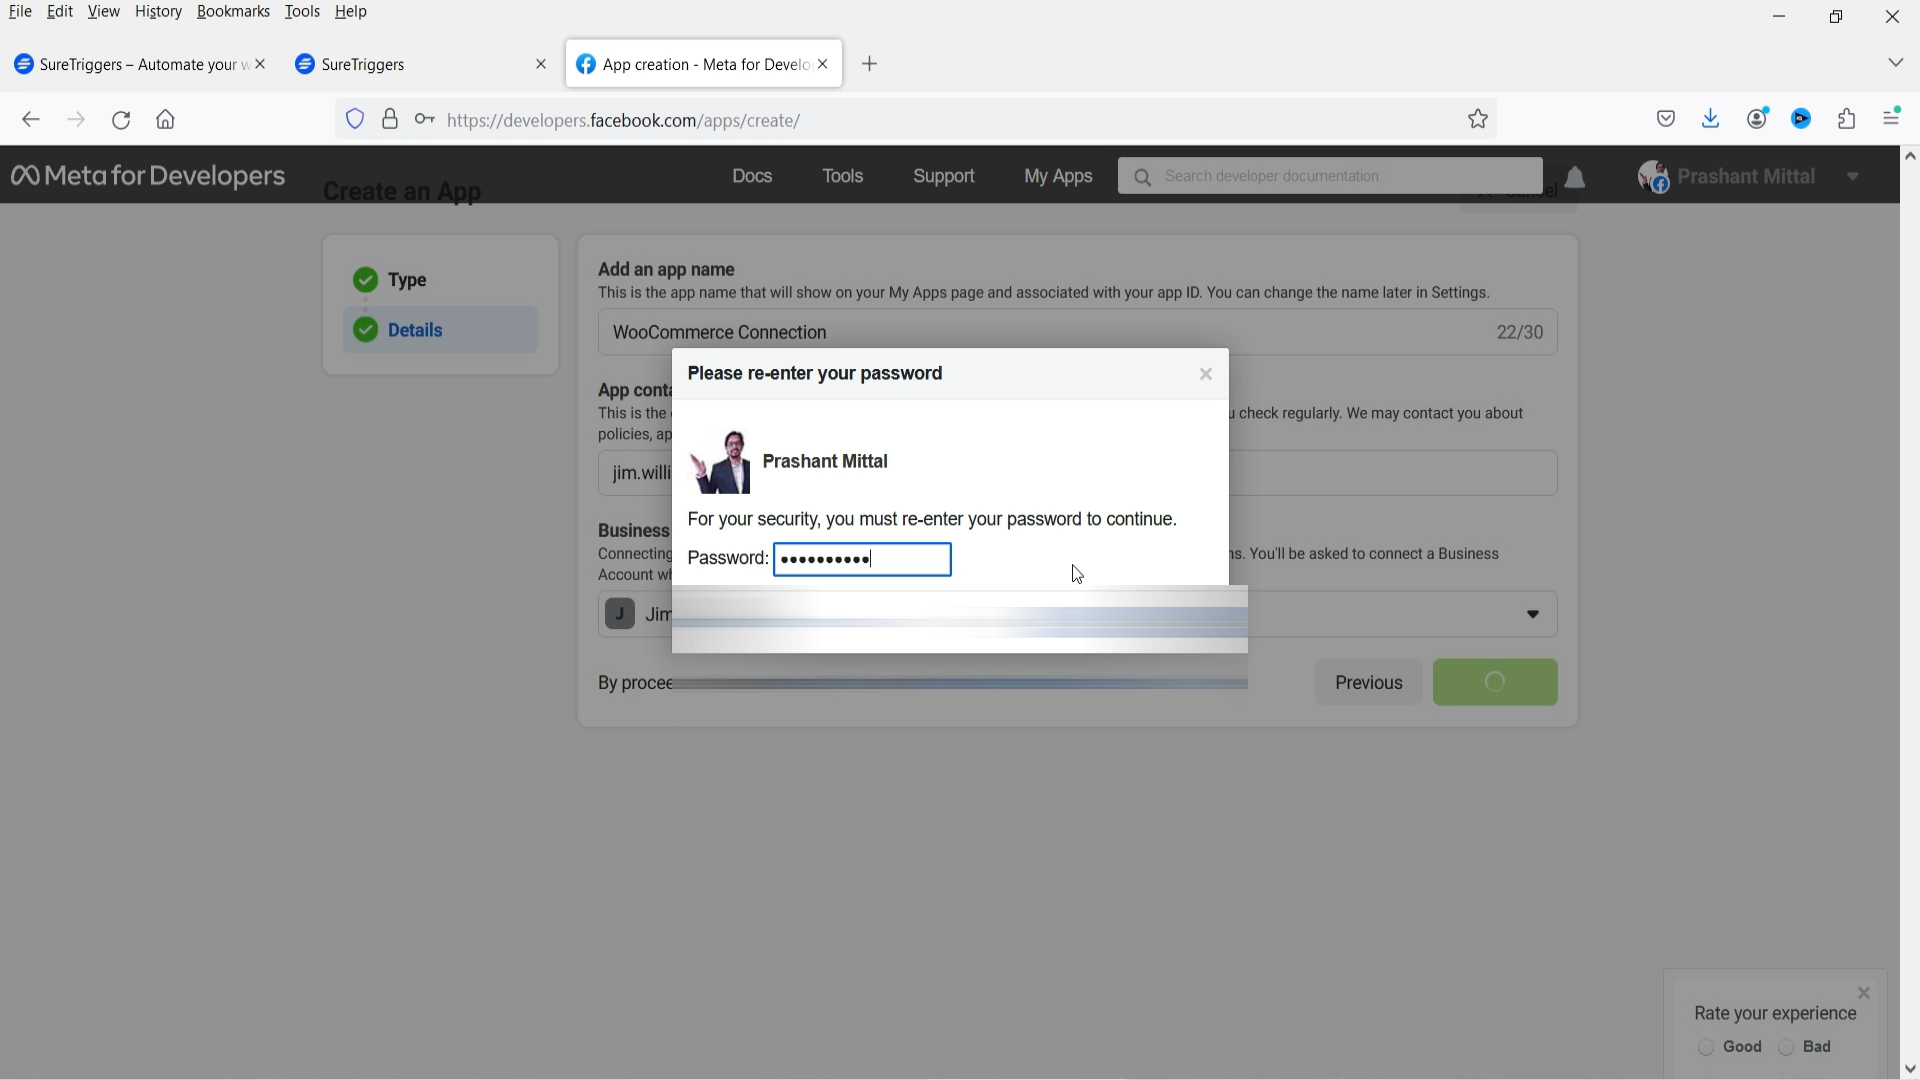 File Edit View History Bookmarks Tools Help
SureTriggers – Automate your w
SureTriggers
App creation - Meta for Develo
https://developers.facebook.com/apps/create/
Meta for Developers
Docs
Tools
Support
My Apps
Search developer documentation
Prashant Mittal
Create an App
Cancel
Type
Details
Add an app name
This is the app name that will show on your My Apps page and associated with your app ID. You can change the name later in Settings.
WooCommerce Connection
22/30
Please re-enter your password
App conta
This is the
u check regularly. We may contact you about
policies, ap
Prashant Mittal
jim.willi
For your security, you must re-enter your password to continue.
Business
Connecting
ns. You'll be asked to connect a Business
Password: ••••••••••
Account wh
J Jim
By procee
Previous
Rate your experience
Good Bad